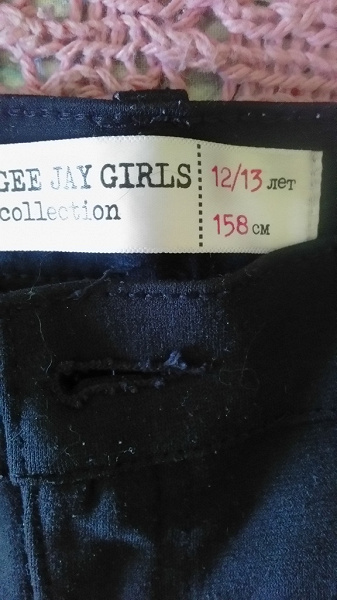 GEE JAY GIRLS
collection
12/13 лет
158 см